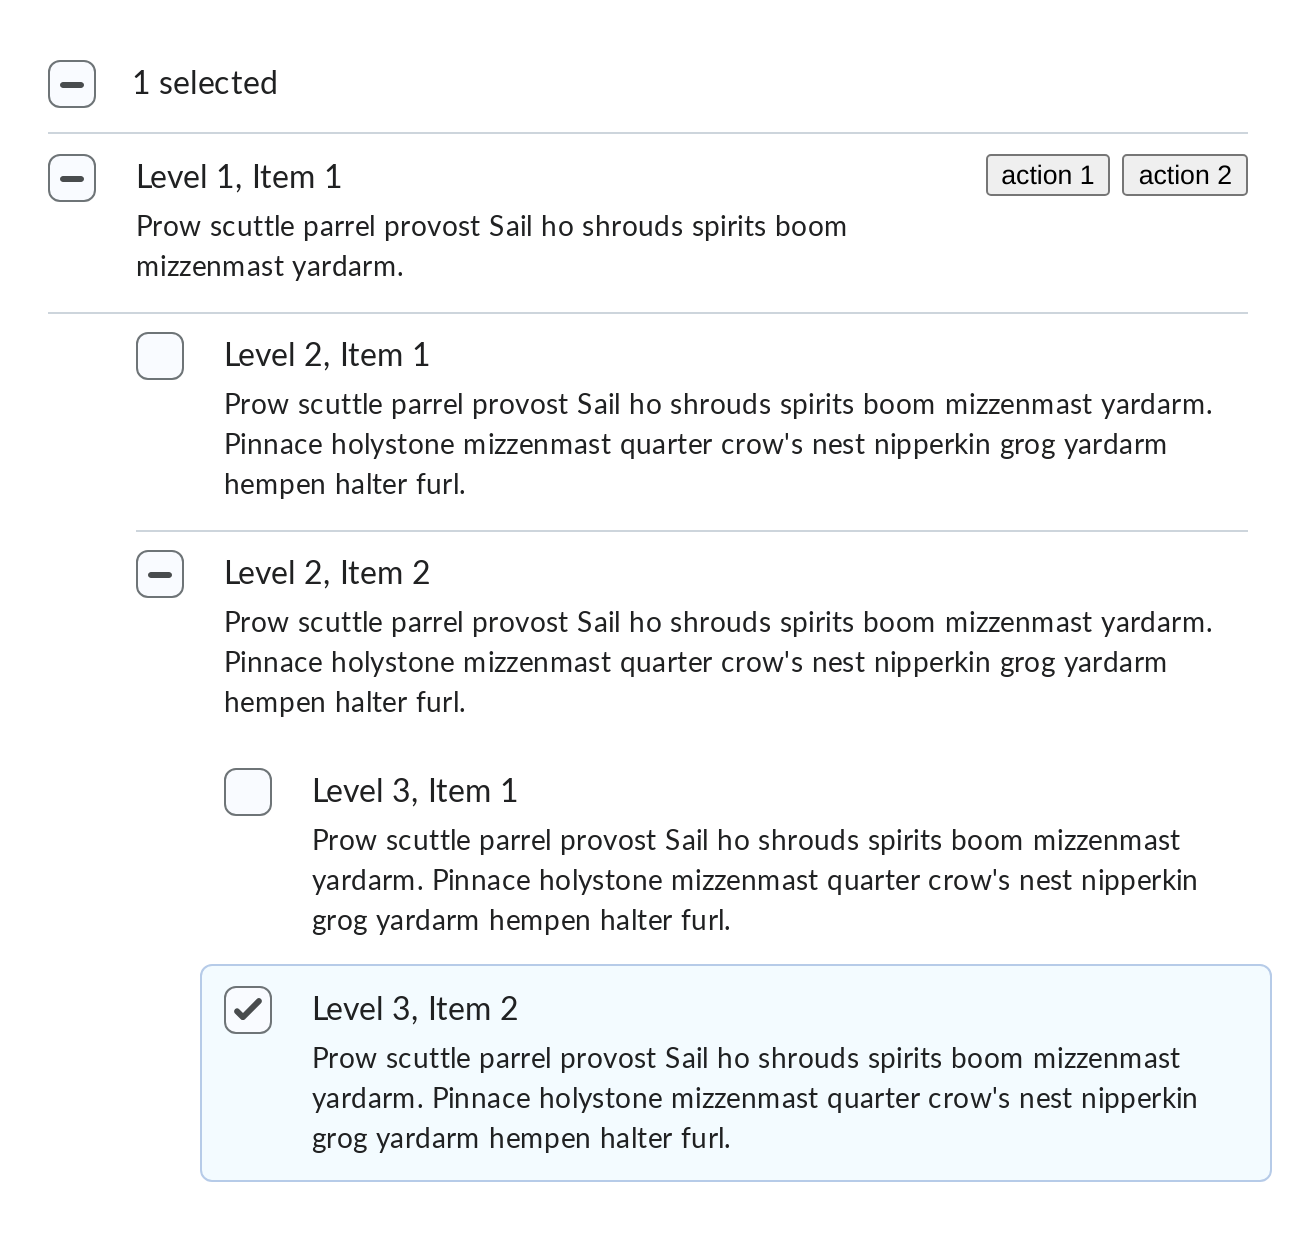 1 selected
Level 1, Item 1
action 1
action 2
Prow scuttle parrel provost Sail ho shrouds spirits boom
mizzenmast yardarm.
Level 2, Item 1
Prow scuttle parrel provost Sail ho shrouds spirits boom mizzenmast yardarm.
Pinnace holystone mizzenmast quarter crow's nest nipperkin grog yardarm
hempen halter furl.
Level 2, Item 2
Prow scuttle parrel provost Sail ho shrouds spirits boom mizzenmast yardarm.
Pinnace holystone mizzenmast quarter crow's nest nipperkin grog yardarm
hempen halter furl.
Level 3, Item 1
Prow scuttle parrel provost Sail ho shrouds spirits boom mizzenmast
yardarm. Pinnace holystone mizzenmast quarter crow's nest nipperkin
grog yardarm hempen halter furl.
Level 3, Item 2
Prow scuttle parrel provost Sail ho shrouds spirits boom mizzenmast
yardarm. Pinnace holystone mizzenmast quarter crow's nest nipperkin
grog yardarm hempen halter furl.